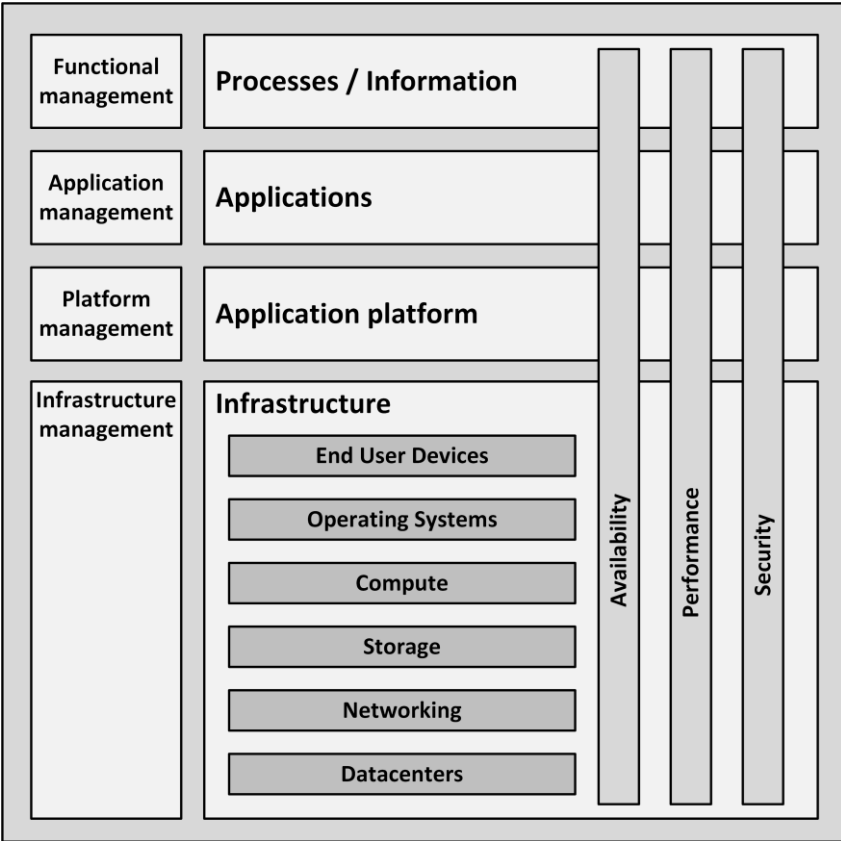 Functional
management
Processes / Information
Application
management
Applications
Platform
management
Application platform
Infrastructure
management
Infrastructure
End User Devices
Operating Systems
Compute
Storage
Networking
Datacenters
Availability
Performance
Security